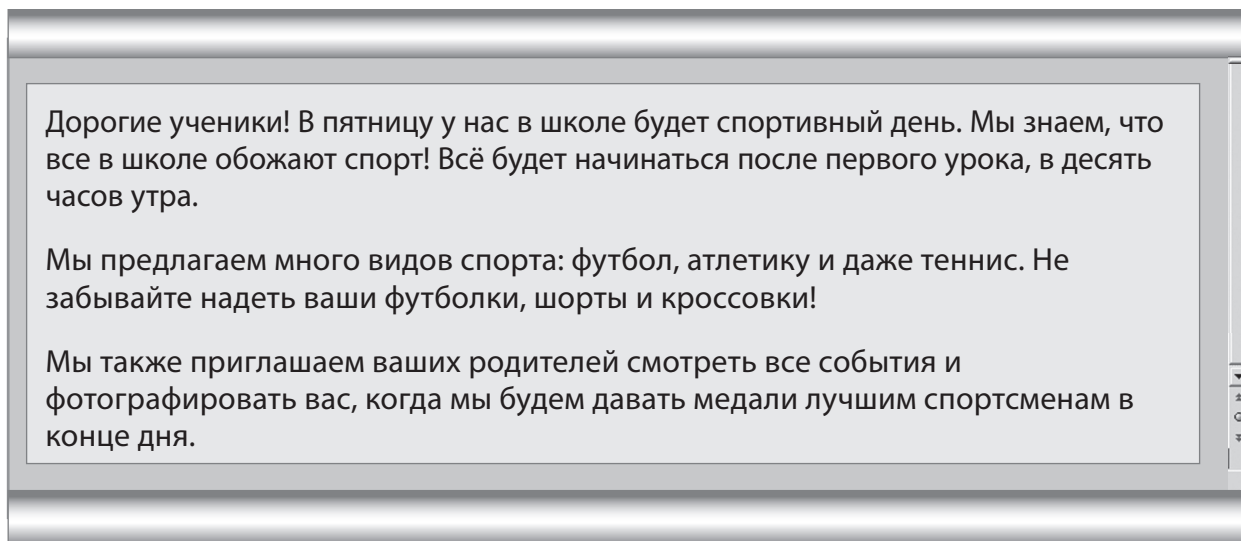 Дорогие ученики! В пятницу у нас в школе будет спортивный день. Мы знаем, что
все в школе обожают спорт! Всё будет начинаться после первого урока, в десять
часов утра.
Мы предлагаем много видов спорта: футбол, атлетику и даже теннис. Не
забывайте надеть ваши футболки, шорты и кроссовки!
Мы также приглашаем ваших родителей смотреть все события и
фотографировать вас, когда мы будем давать медали лучшим спортсменам в
конце дня.